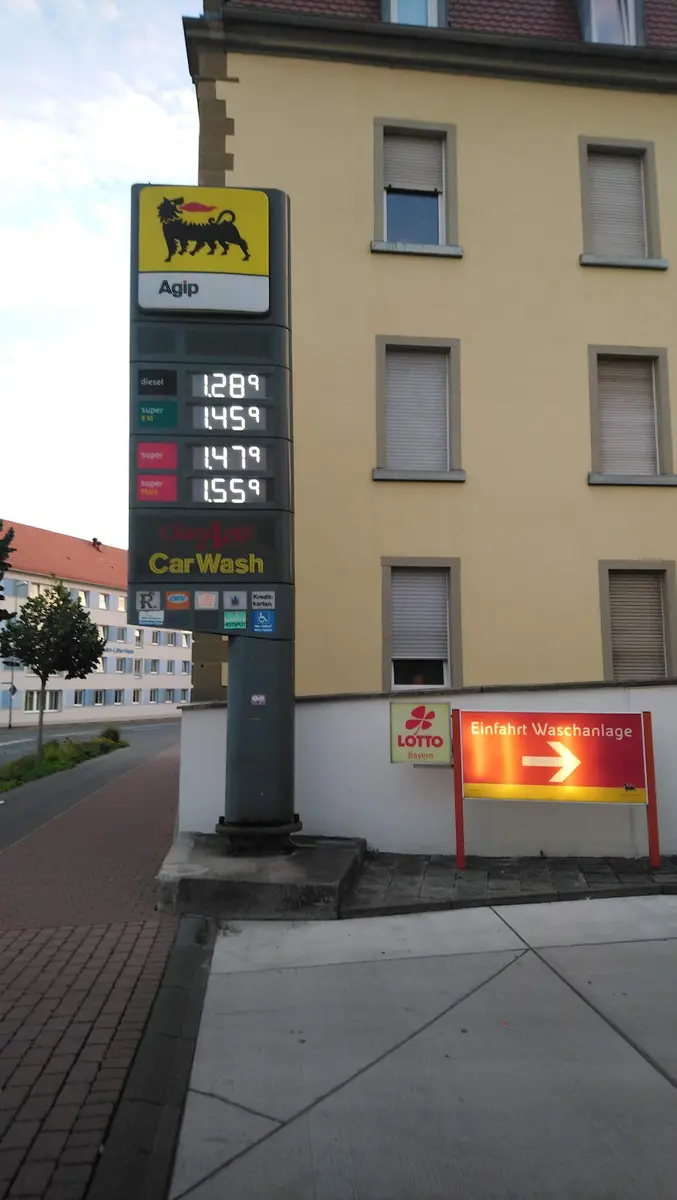 Agip
diesel 1.28⁹
super
E10 1.45⁹
super 1.47⁹
super
PLUS 1.55⁹
CarWash
Kredit-
karten
HOTSPOT
LOTTO
Bayern
Einfahrt Waschanlage